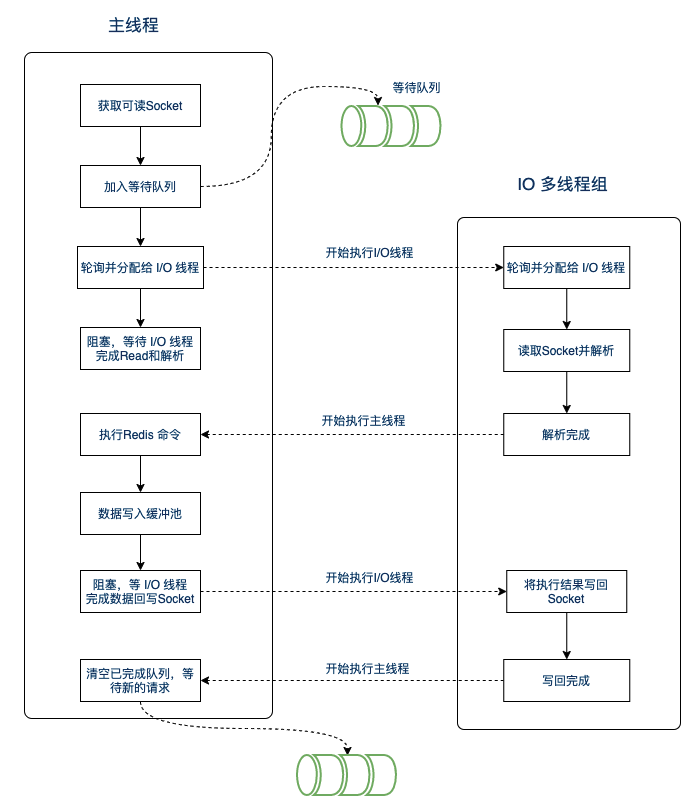 主线程
获取可读Socket
加入等待队列
等待队列
IO 多线程组
轮询并分配给 I/O 线程
开始执行I/O线程
轮询并分配给 I/O 线程
阻塞，等待 I/O 线程
完成Read和解析
读取Socket并解析
执行Redis 命令
开始执行主线程
解析完成
数据写入缓冲池
阻塞，等 I/O 线程
完成数据回写Socket
开始执行I/O线程
将执行结果写回
Socket
清空已完成队列，等
待新的请求
开始执行主线程
写回完成